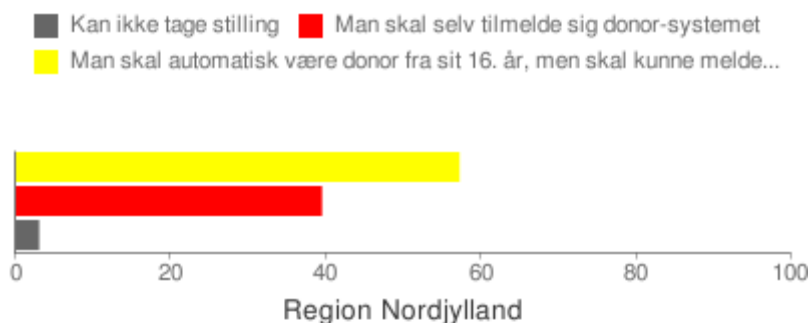 Kan ikke tage stilling Man skal selv tilmelde sig donor-systemet
Man skal automatisk være donor fra sit 16. år, men skal kunne melde...
0 20 40 60 80 100
Region Nordjylland